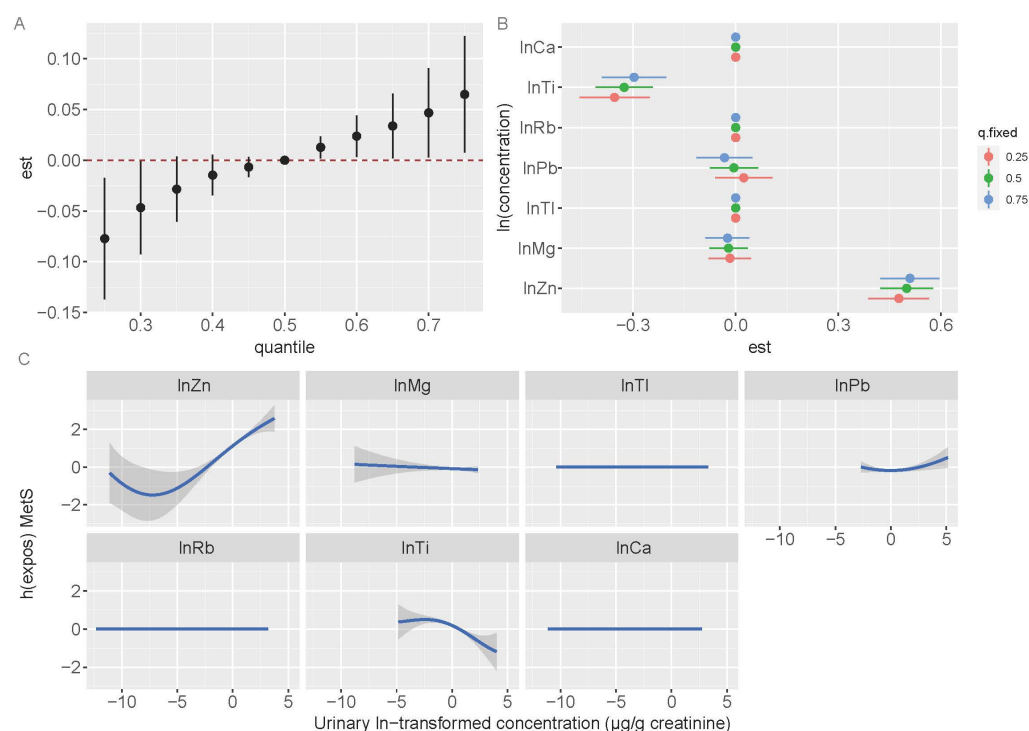 A
est
0.10
0.05
0.00
−0.05
−0.10
−0.15
0.3 0.4 0.5 0.6 0.7
quantile
B
ln(concentration)
lnCa
lnTi
lnRb
lnPb
lnTl
lnMg
lnZn
−0.3 0.0 0.3 0.6
est
q.fixed
0.25
0.5
0.75
C
h(expos) MetS
lnZn lnMg lnTl lnPb
2
0
−2
−10 −5 0 5
lnRb lnTi lnCa
2
0
−2
−10 −5 0 5 −10 −5 0 5 −10 −5 0 5
Urinary ln−transformed concentration (µg/g creatinine)